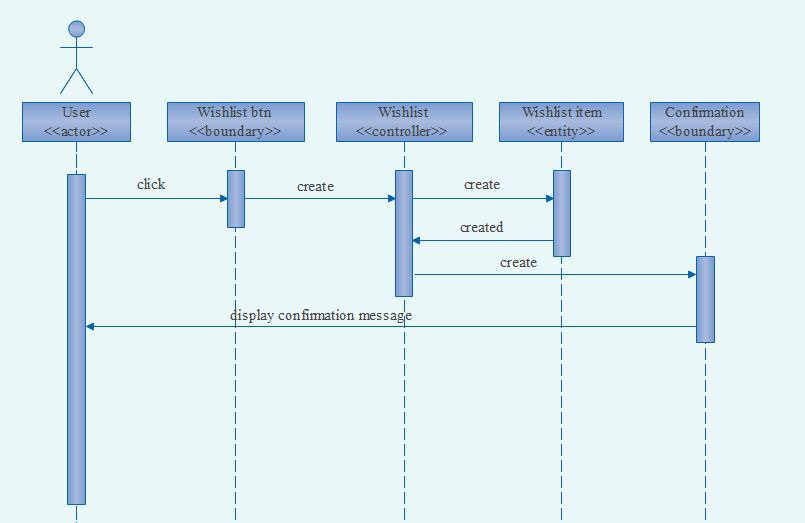 User
<<actor>>
Wishlist btn
<<boundary>>
Wishlist
<<controller>>
Wishlist item
<<entity>>
Confirmation
<<boundary>>
click
create
create
created
create
display confirmation message